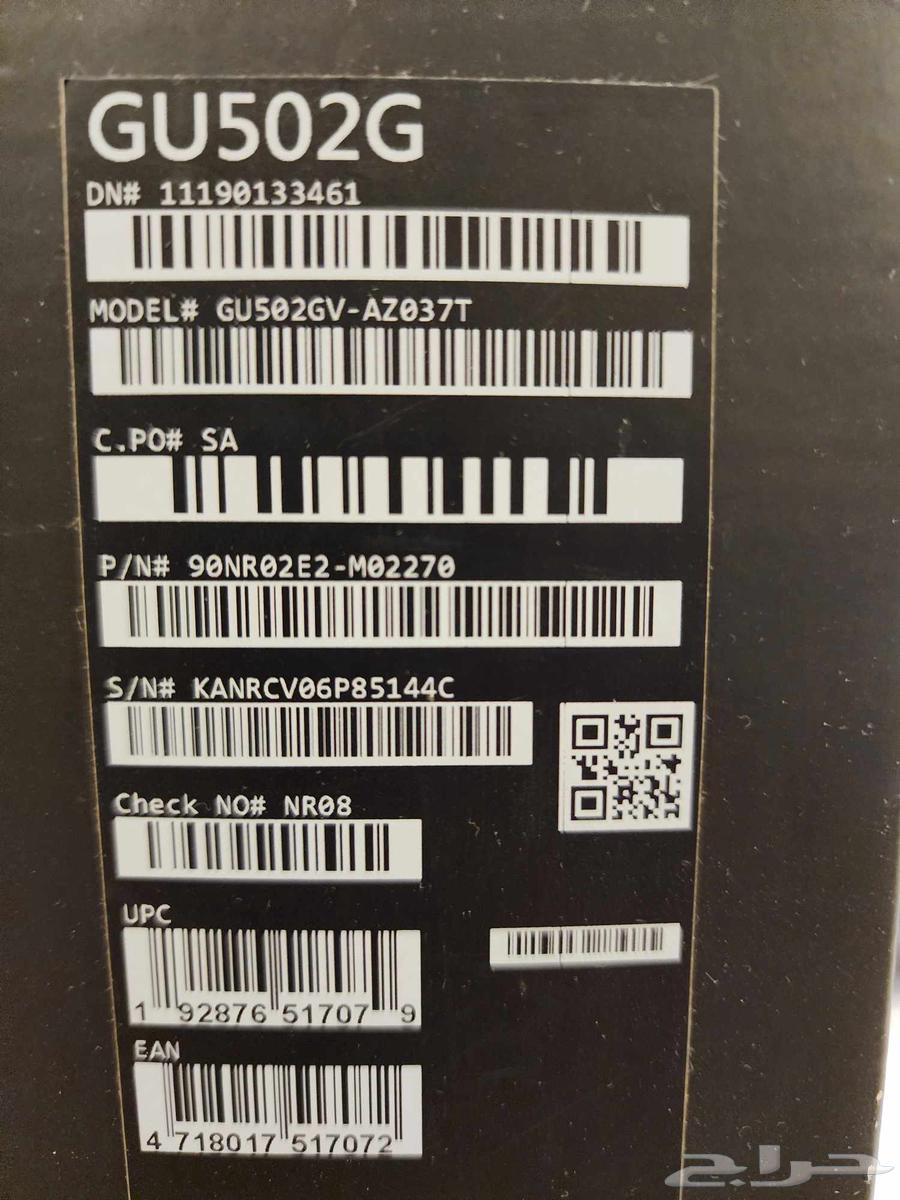 GU502G
DN# 11190133461
MODEL# GU502GV-AZ037T
C.PO# SA
P/N# 90NR02E2-M02270
S/N# KANRCV06P85144C
Check NO# NR08
UPC
1 92876 51707 9
EAN
4 718017 517072
حراج